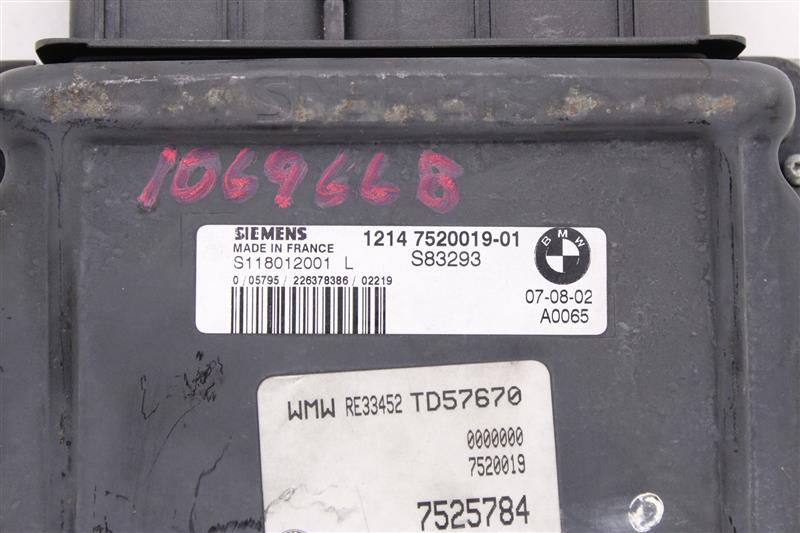 1069668
SIEMENS 1214 7520019-01
MADE IN FRANCE
S118012001 L S83293
BMW
0 / 05795 / 226378386 / 02219
07-08-02
A0065
WMW RE33452 TD57670
0000000
7520019
7525784